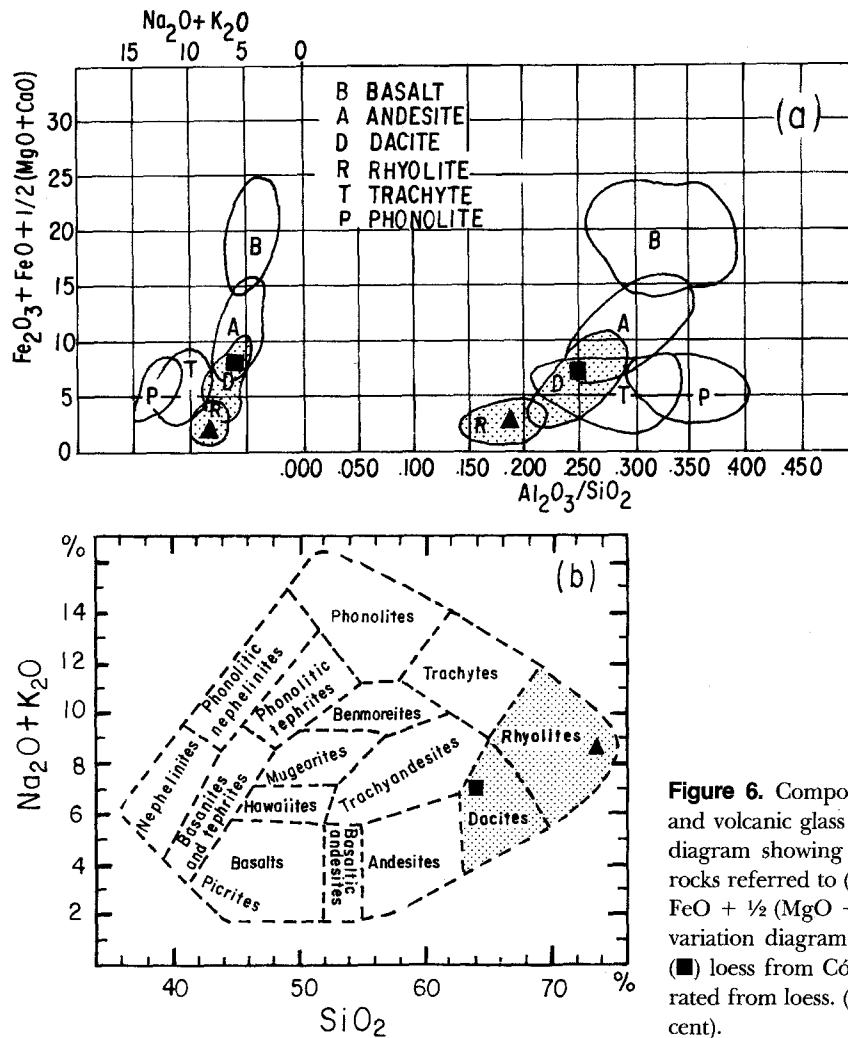 Na2O+K2O
15 10 5 0
Fe2O3+ FeO+1/2(MgO+CaO)
30
25
20
15
10
5
0
B BASALT
A ANDESITE
D DACITE
R RHYOLITE
T TRACHYTE
P PHONOLITE
(a)
B
A
D
R
T
P
B
A
D
R
T
P
.000 .050 .100 .150 .200 .250 .300 .350 .400 .450 .500
Al2O3/SiO2
(b)
%
14
12
10
8
6
4
2
Na2O+K2O
Phonolites
Phonolitic
nephelinites
Phonolitic
tephrites
Trachytes
Benmoreites
Rhyolites
Nephelinites
Mugearites
Trachyandesites
Basanites
and tephrites
Hawaiites
Dacites
Basalts
Basaltic
andesites
Andesites
Picrites
40 50 60 70 %
SiO2
Figure 6. Compo
and volcanic glass
diagram showing
rocks referred to (
FeO + ½ (MgO +
variation diagram
(■) loess from Có
rated from loess. (
cent).